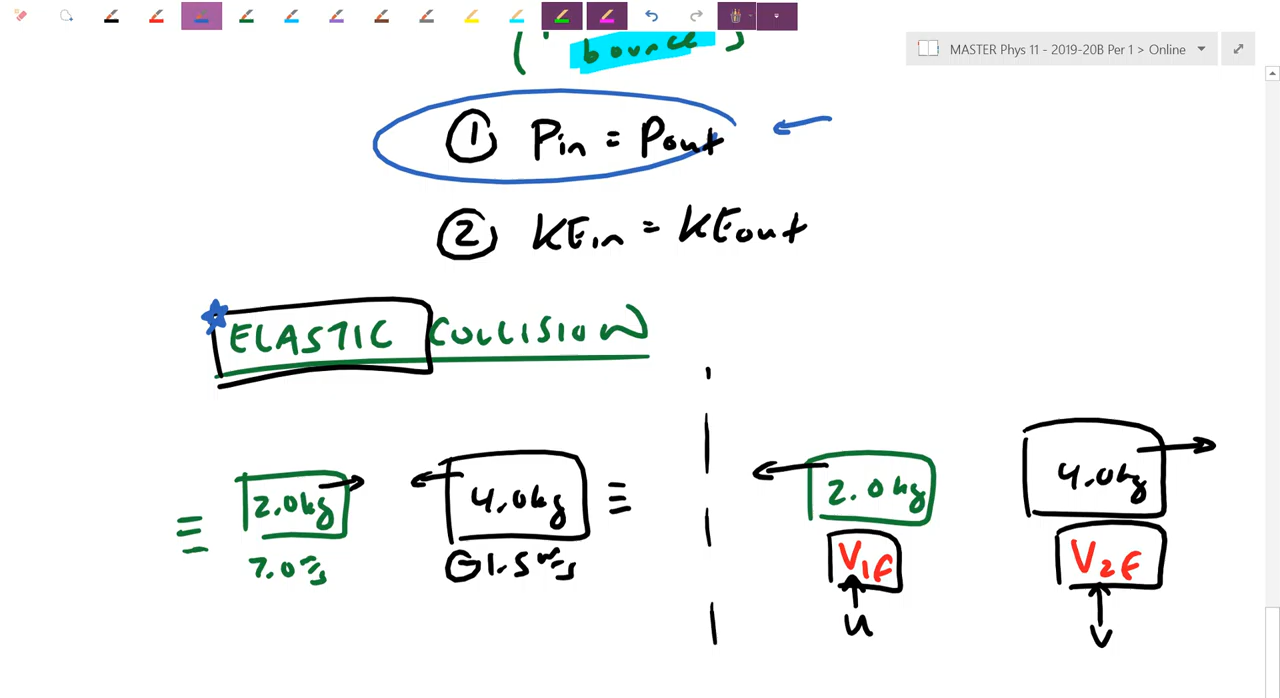 MASTER Phys 11 - 2019-20B Per 1 > Online
bounce
① Pin = Pout
② KEin = KEout
ELASTIC COLLISION
2.0kg 4.0kg 2.0kg 4.0kg
7.0 m/s ⊖1.5 m/s V1f V2f
u v